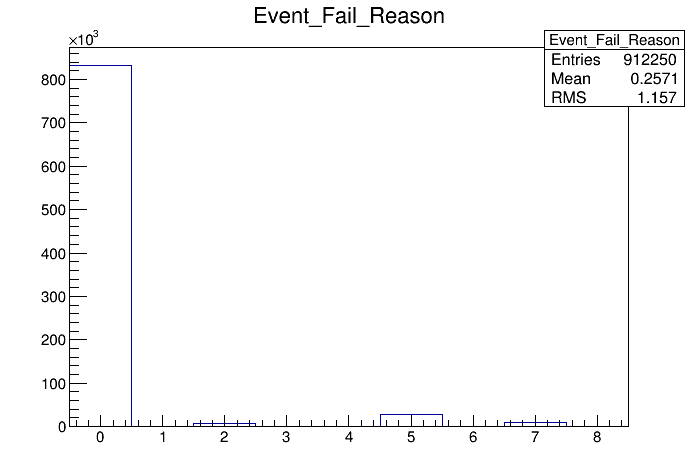 Event_Fail_Reason
×10³
Event_Fail_Reason
Entries 912250
Mean 0.2571
RMS 1.157
800
700
600
500
400
300
200
100
0
0 1 2 3 4 5 6 7 8